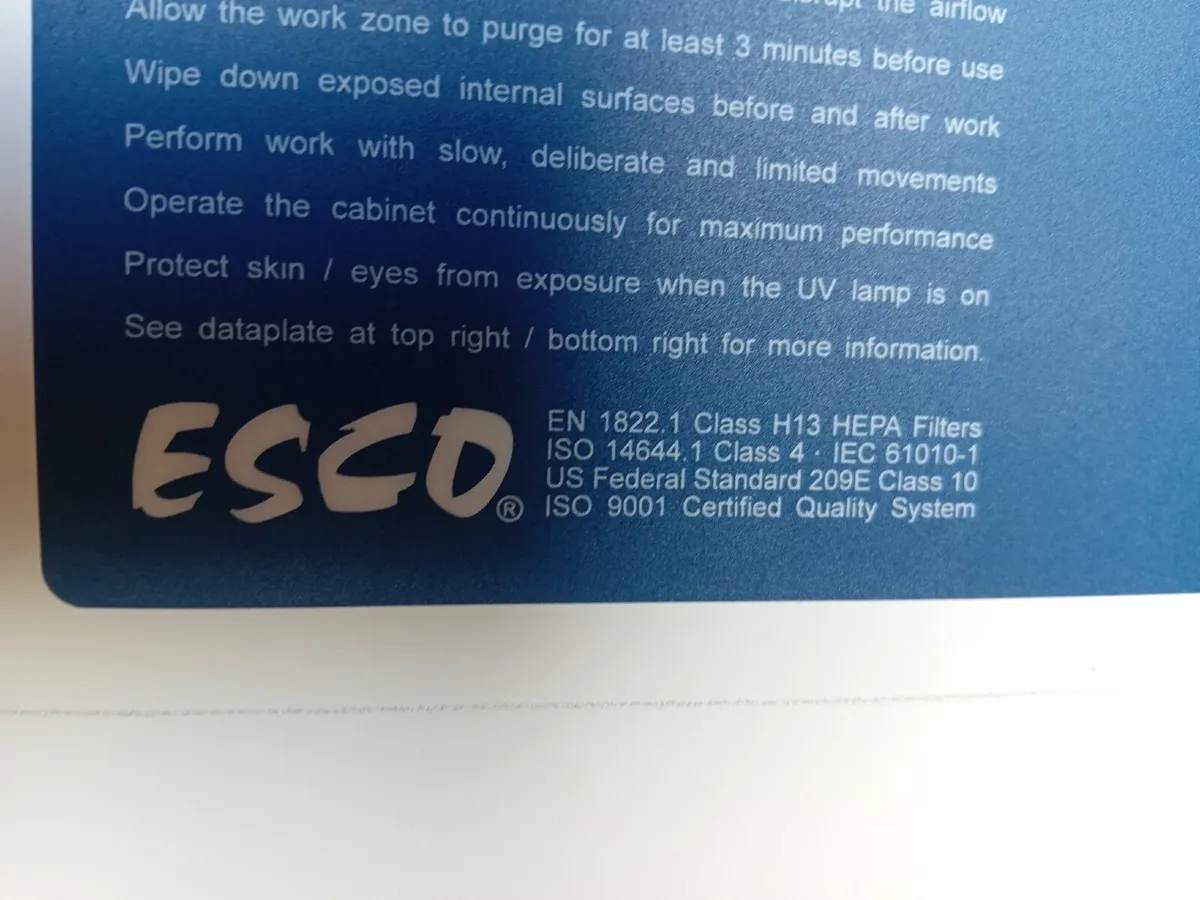 the airflow
Allow the work zone to purge for at least 3 minutes before use
Wipe down exposed internal surfaces before and after work
Perform work with slow, deliberate and limited movements
Operate the cabinet continuously for maximum performance
Protect skin / eyes from exposure when the UV lamp is on
See dataplate at top right / bottom right for more information.
ESCO®
EN 1822.1 Class H13 HEPA Filters
ISO 14644.1 Class 4 · IEC 61010-1
US Federal Standard 209E Class 10
ISO 9001 Certified Quality System